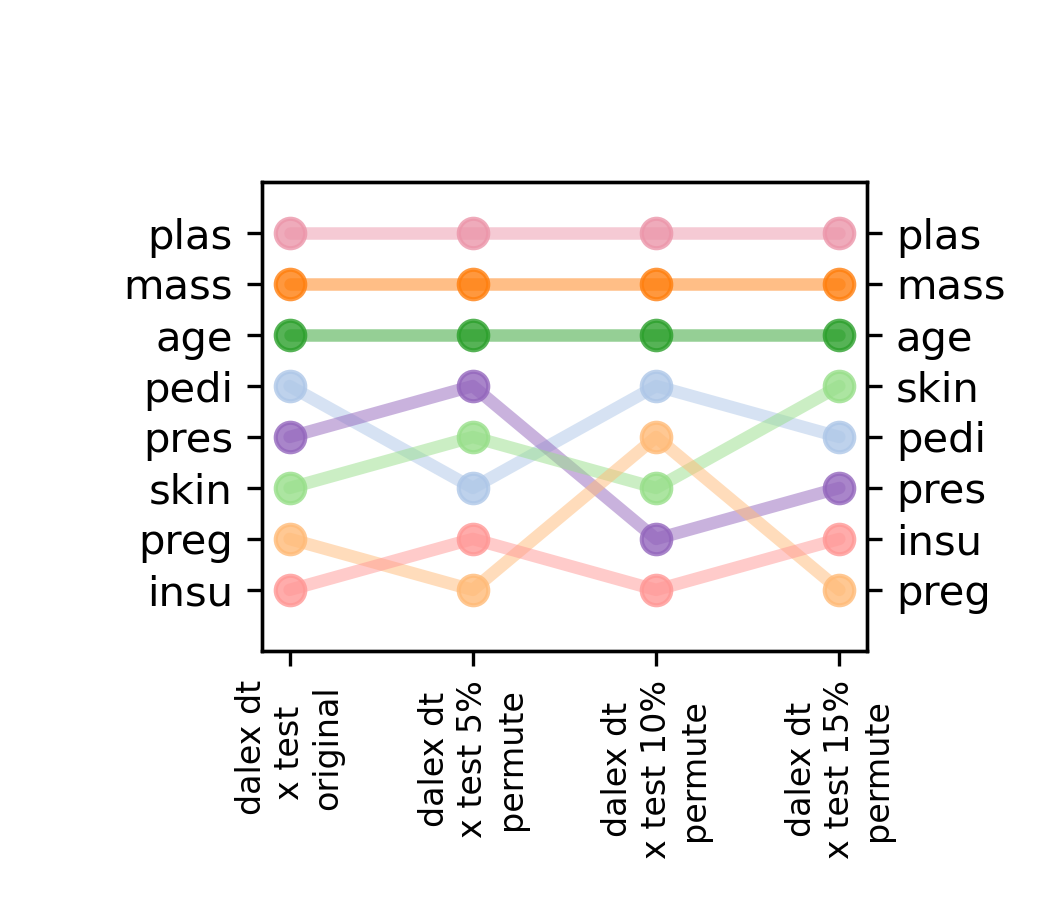 plas
mass
age
pedi
pres
skin
preg
insu
plas
mass
age
skin
pedi
pres
insu
preg
dalex dt
x test
original
dalex dt
x test 5%
permute
dalex dt
x test 10%
permute
dalex dt
x test 15%
permute